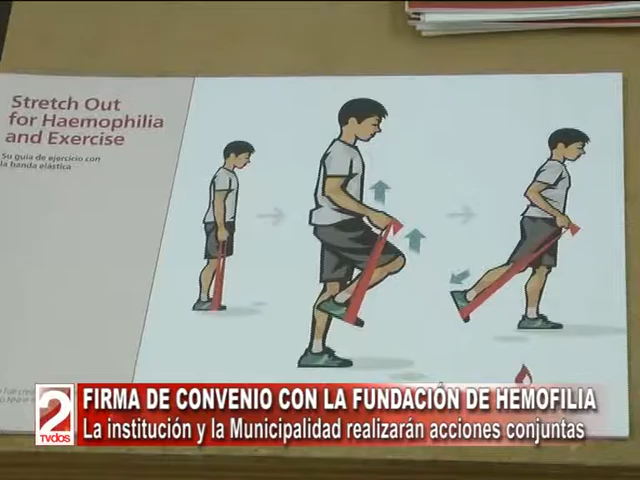 Stretch Out
for Haemophilia
and Exercise
Su guía de ejercicio con
la banda elástica
2
TVDOS
FIRMA DE CONVENIO CON LA FUNDACIÓN DE HEMOFILIA
La institución y la Municipalidad realizarán acciones conjuntas